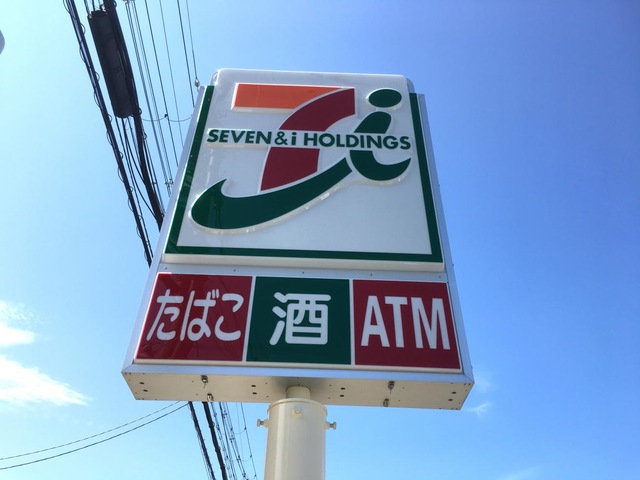 SEVEN & i HOLDINGS
たばこ 酒 ATM